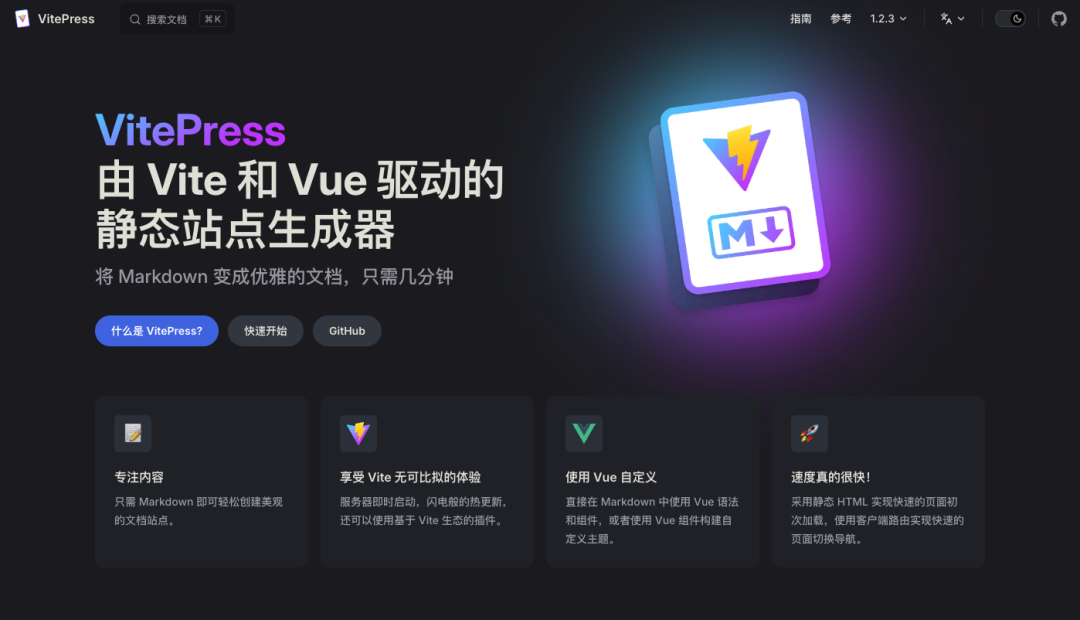 VitePress
搜索文档
⌘ K
指南
参考
1.2.3
VitePress
由 Vite 和 Vue 驱动的
静态站点生成器
将 Markdown 变成优雅的文档，只需几分钟
什么是 VitePress?
快速开始
GitHub
M
专注内容
只需 Markdown 即可轻松创建美观
的文档站点。
享受 Vite 无可比拟的体验
服务器即时启动，闪电般的热更新，
还可以使用基于 Vite 生态的插件。
使用 Vue 自定义
直接在 Markdown 中使用 Vue 语法
和组件，或者使用 Vue 组件构建自
定义主题。
速度真的很快！
采用静态 HTML 实现快速的页面初
次加载，使用客户端路由实现快速的
页面切换导航。